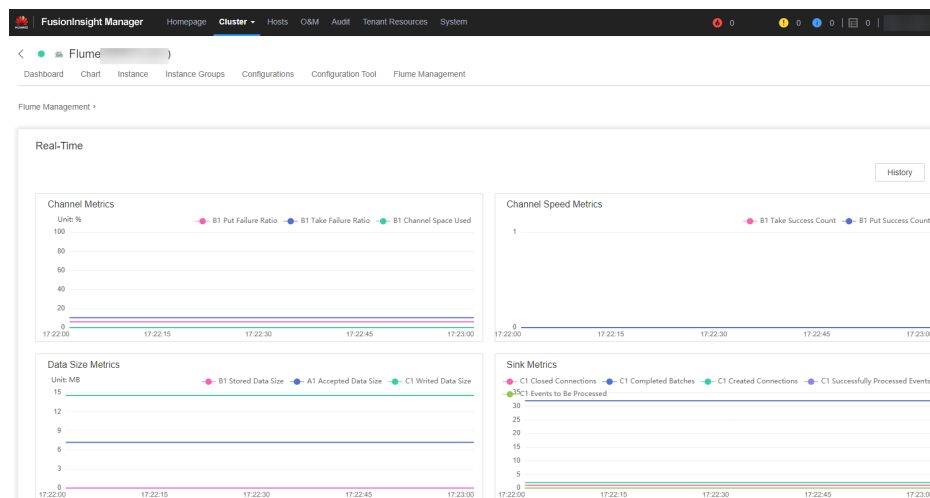 FusionInsight Manager Homepage Cluster Hosts O&M Audit Tenant Resources System 0 0 0 0
Flume )
Dashboard Chart Instance Instance Groups Configurations Configuration Tool Flume Management
Flume Management
Real-Time
History
Channel Metrics
Unit: %
B1 Put Failure Ratio B1 Take Failure Ratio B1 Channel Space Used
100
80
60
40
20
0
17:22:00 17:22:15 17:22:30 17:22:45 17:23:00
Channel Speed Metrics
B1 Take Success Count B1 Put Success Count
1
0
17:22:00 17:22:15 17:22:30 17:22:45 17:23:0
Data Size Metrics
Unit: MB
B1 Stored Data Size A1 Accepted Data Size C1 Writed Data Size
15
12
9
6
3
0
17:22:00 17:22:15 17:22:30 17:22:45 17:23:00
Sink Metrics
C1 Closed Connections C1 Completed Batches C1 Created Connections C1 Successfully Processed Events
C1 Events to Be Processed
35
30
25
20
15
10
5
0
17:22:00 17:22:15 17:22:30 17:22:45 17:23:0